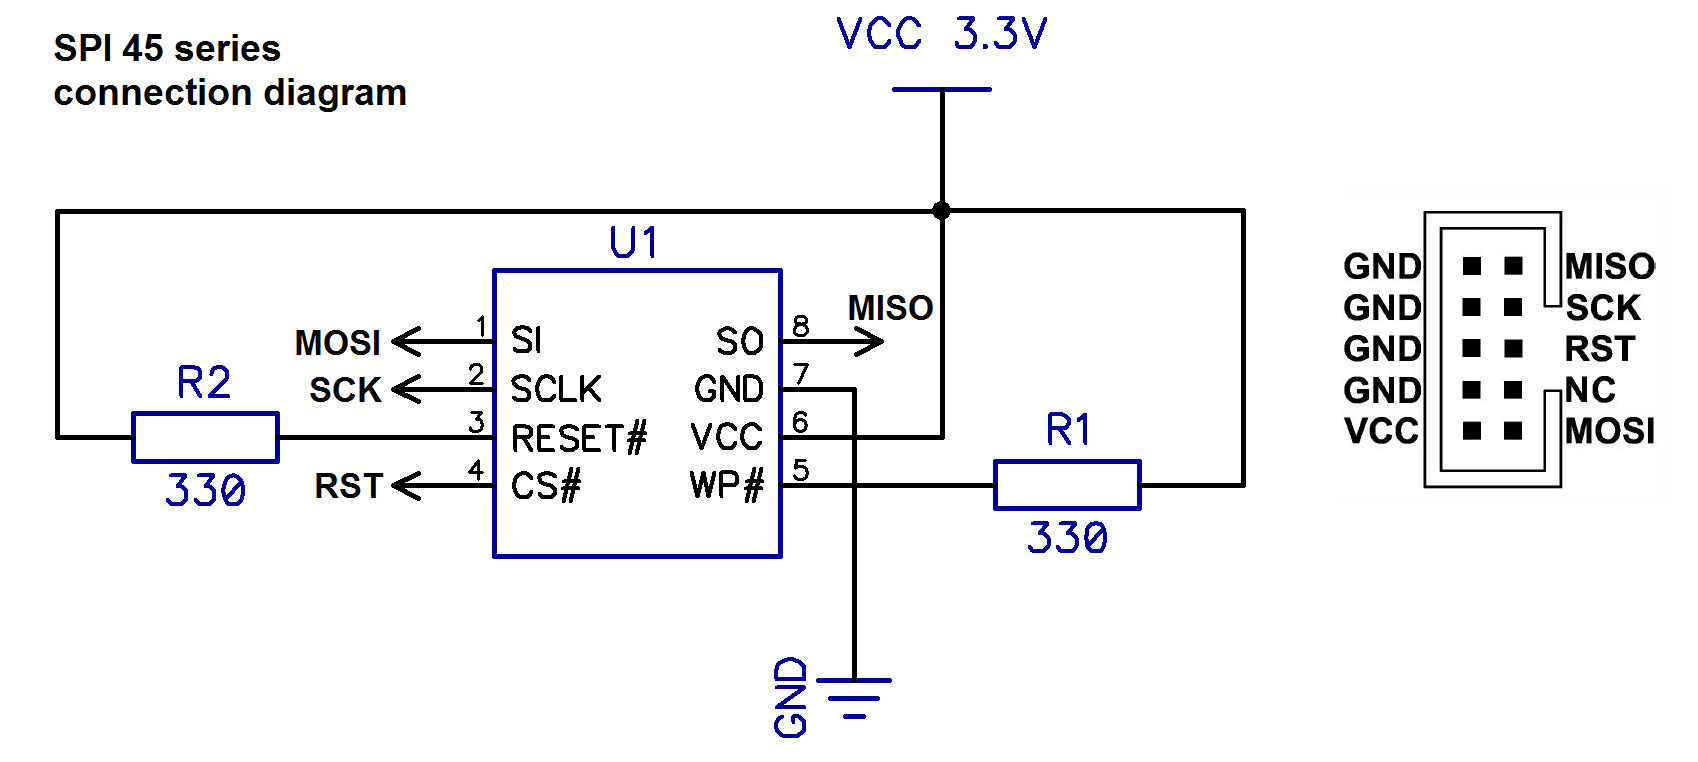 SPI 45 series
connection diagram
VCC 3.3V
U1
MOSI 1 SI SO 8 MISO
SCK 2 SCLK GND 7
R2 3 RESET# VCC 6 R1
330 RST 4 CS# WP# 5 330
GND
GND MISO
GND SCK
GND RST
GND NC
VCC MOSI